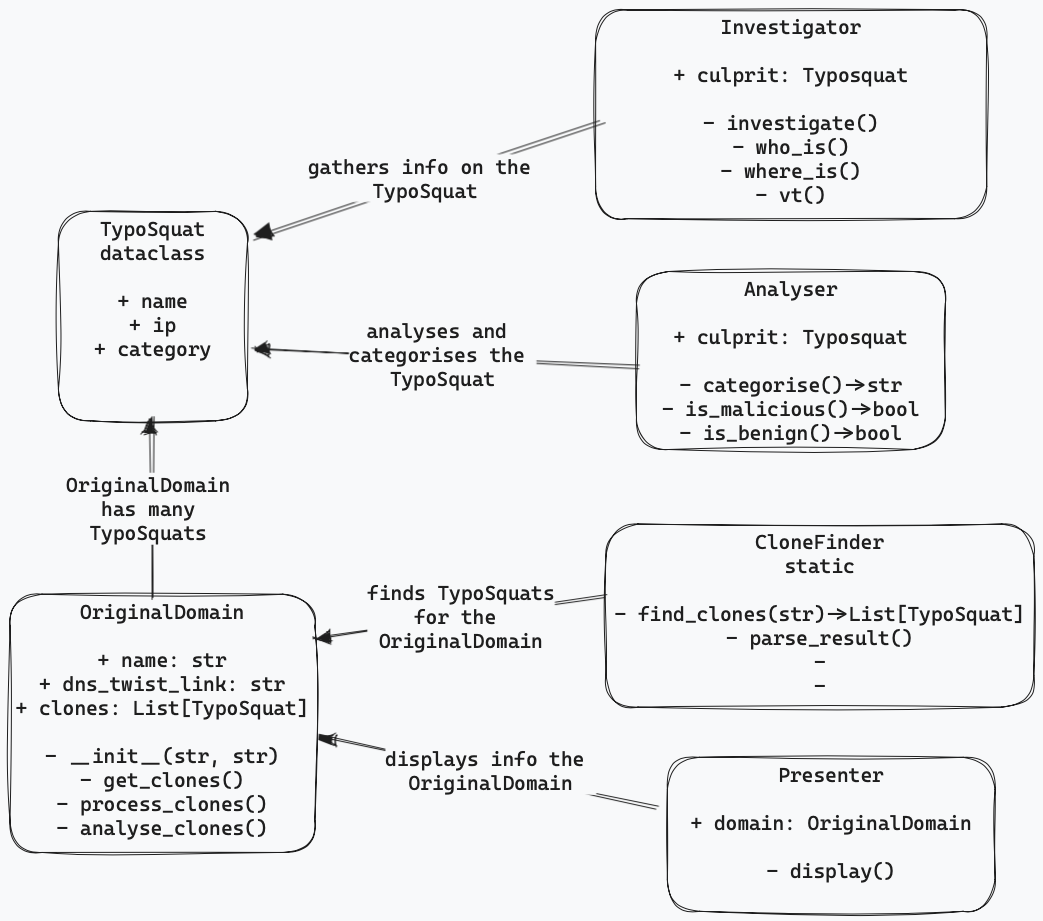 Investigator
+ culprit: Typosquat
- investigate()
- who_is()
- where_is()
- vt()
gathers info on the
TypoSquat
TypoSquat
dataclass
+ name
+ ip
+ category
Analyser
+ culprit: Typosquat
- categorise()->str
- is_malicious()->bool
- is_benign()->bool
analyses and
categorises the
TypoSquat
OriginalDomain
has many
TypoSquats
CloneFinder
static
- find_clones(str)->List[TypoSquat]
- parse_result()
-
-
finds TypoSquats
for the
OriginalDomain
OriginalDomain
+ name: str
+ dns_twist_link: str
+ clones: List[TypoSquat]
- __init__(str, str)
- get_clones()
- process_clones()
- analyse_clones()
displays info the
OriginalDomain
Presenter
+ domain: OriginalDomain
- display()